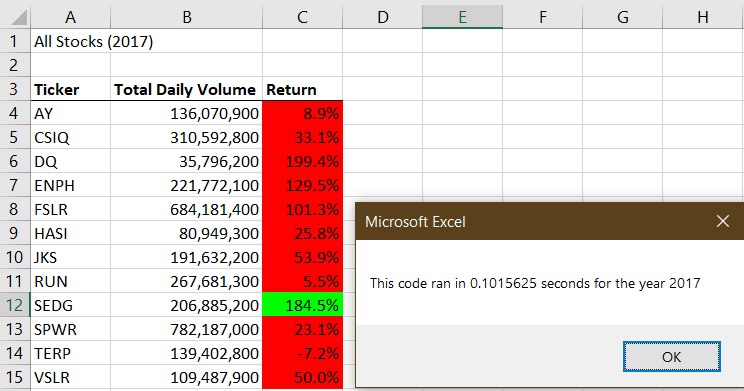 A B C D E F G H
1 All Stocks (2017)
2
3 Ticker Total Daily Volume Return
4 AY 136,070,900 8.9%
5 CSIQ 310,592,800 33.1%
6 DQ 35,796,200 199.4%
7 ENPH 221,772,100 129.5%
8 FSLR 684,181,400 101.3%
9 HASI 80,949,300 25.8%
10 JKS 191,632,200 53.9%
11 RUN 267,681,300 5.5%
12 SEDG 206,885,200 184.5%
13 SPWR 782,187,000 23.1%
14 TERP 139,402,800 -7.2%
15 VSLR 109,487,900 50.0%
Microsoft Excel
This code ran in 0.1015625 seconds for the year 2017
OK